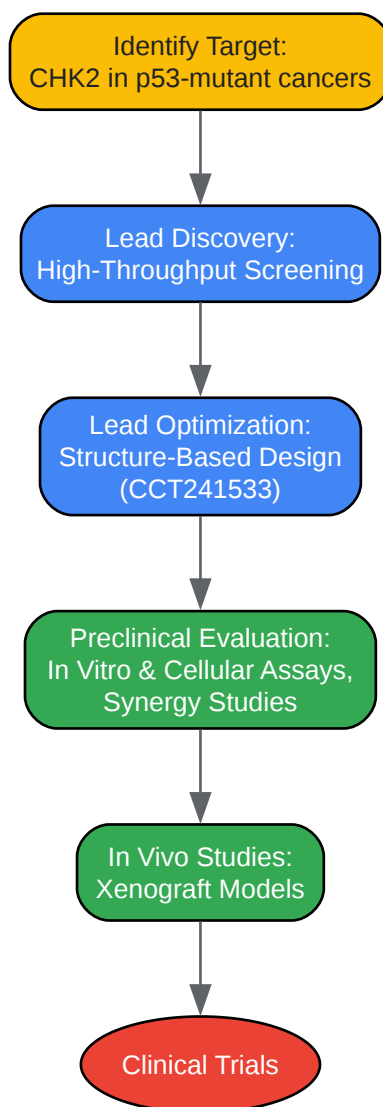 Identify Target:
CHK2 in p53-mutant cancers
Lead Discovery:
High-Throughput Screening
Lead Optimization:
Structure-Based Design
(CCT241533)
Preclinical Evaluation:
In Vitro & Cellular Assays,
Synergy Studies
In Vivo Studies:
Xenograft Models
Clinical Trials